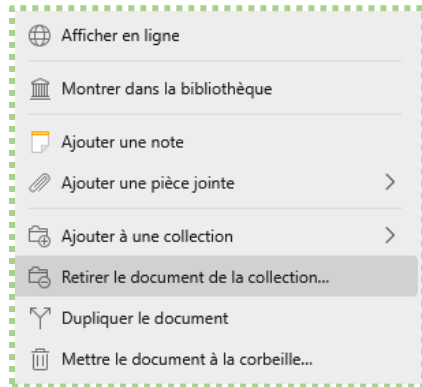 Afficher en ligne
Montrer dans la bibliothèque
Ajouter une note
Ajouter une pièce jointe
Ajouter à une collection
Retirer le document de la collection...
Dupliquer le document
Mettre le document à la corbeille...